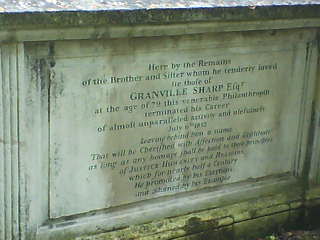 Here by the Remains
of the Brother and Sister whom he tenderly loved
lie those of
GRANVILLE SHARP Esqr
at the age of 79 this venerable Philanthropist
terminated his Career
of almost unparalleled activity and usefulness
July 6th 1813
Leaving behind him a name
That will be Cherished with Affection and Gratitude
as long as any homage shall be paid to those principles
of JUSTICE HUMANITY and RELIGION
which for nearly half a Century
He promoted by his Exertions
and adorned by his Example